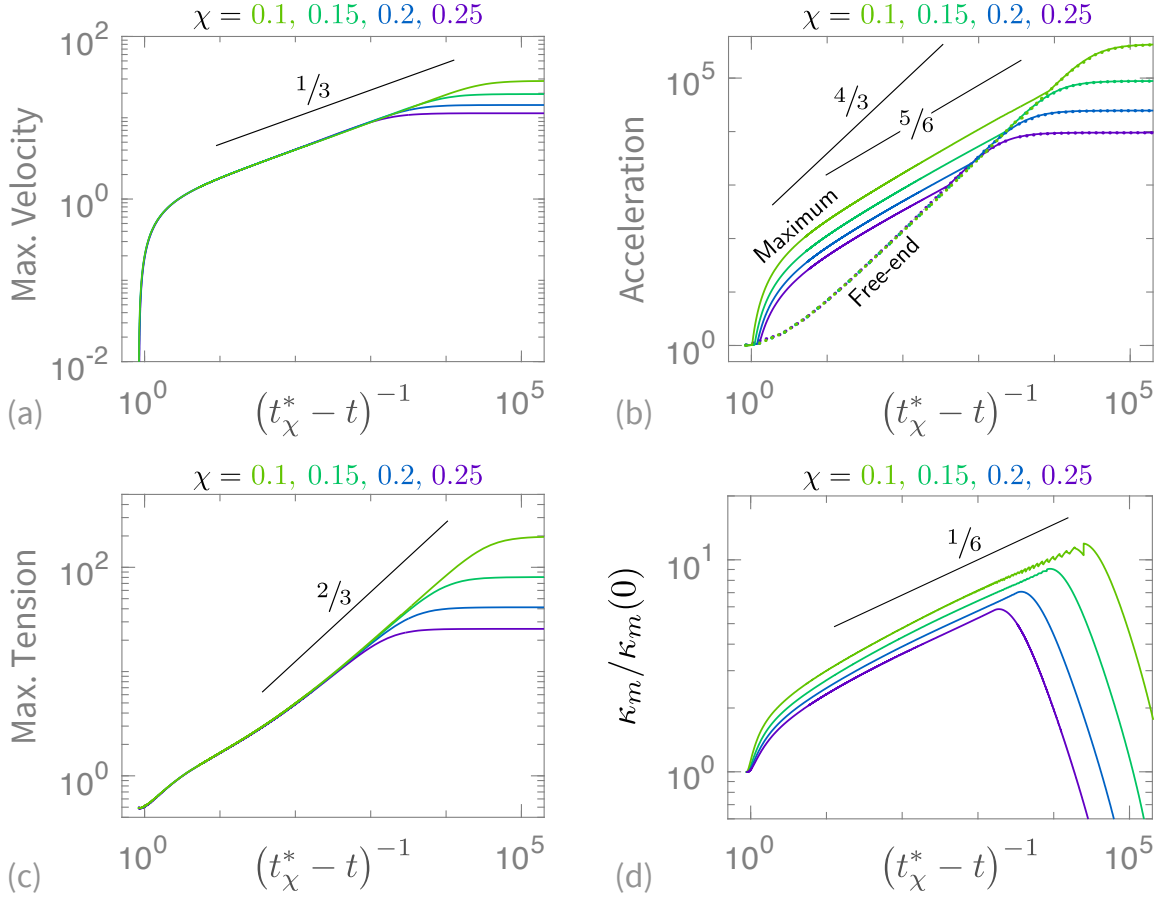 χ = 0.1, 0.15, 0.2, 0.25
10^2
10^0
10^-2
Max. Velocity
1/3
10^0
10^5
(t*_χ − t)^−1
(a)
χ = 0.1, 0.15, 0.2, 0.25
10^5
10^0
Acceleration
4/3
5/6
Maximum
Free-end
10^0
10^5
(t*_χ − t)^−1
(b)
χ = 0.1, 0.15, 0.2, 0.25
10^2
10^0
Max. Tension
2/3
10^0
10^5
(t*_χ − t)^−1
(c)
χ = 0.1, 0.15, 0.2, 0.25
10^1
10^0
κ_m/κ_m(0)
1/6
10^0
10^5
(t*_χ − t)^−1
(d)